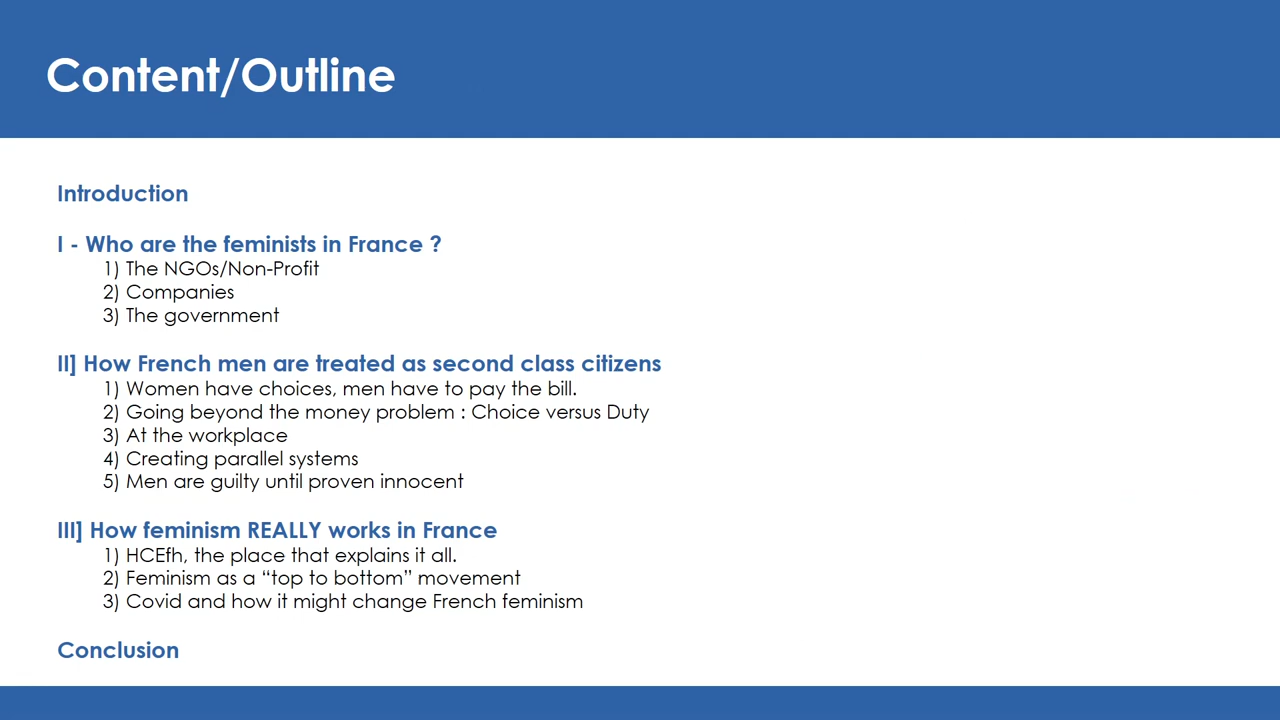 Content/Outline
Introduction
I - Who are the feminists in France ?
1) The NGOs/Non-Profit
2) Companies
3) The government
II] How French men are treated as second class citizens
1) Women have choices, men have to pay the bill.
2) Going beyond the money problem : Choice versus Duty
3) At the workplace
4) Creating parallel systems
5) Men are guilty until proven innocent
III] How feminism REALLY works in France
1) HCEfh, the place that explains it all.
2) Feminism as a “top to bottom” movement
3) Covid and how it might change French feminism
Conclusion